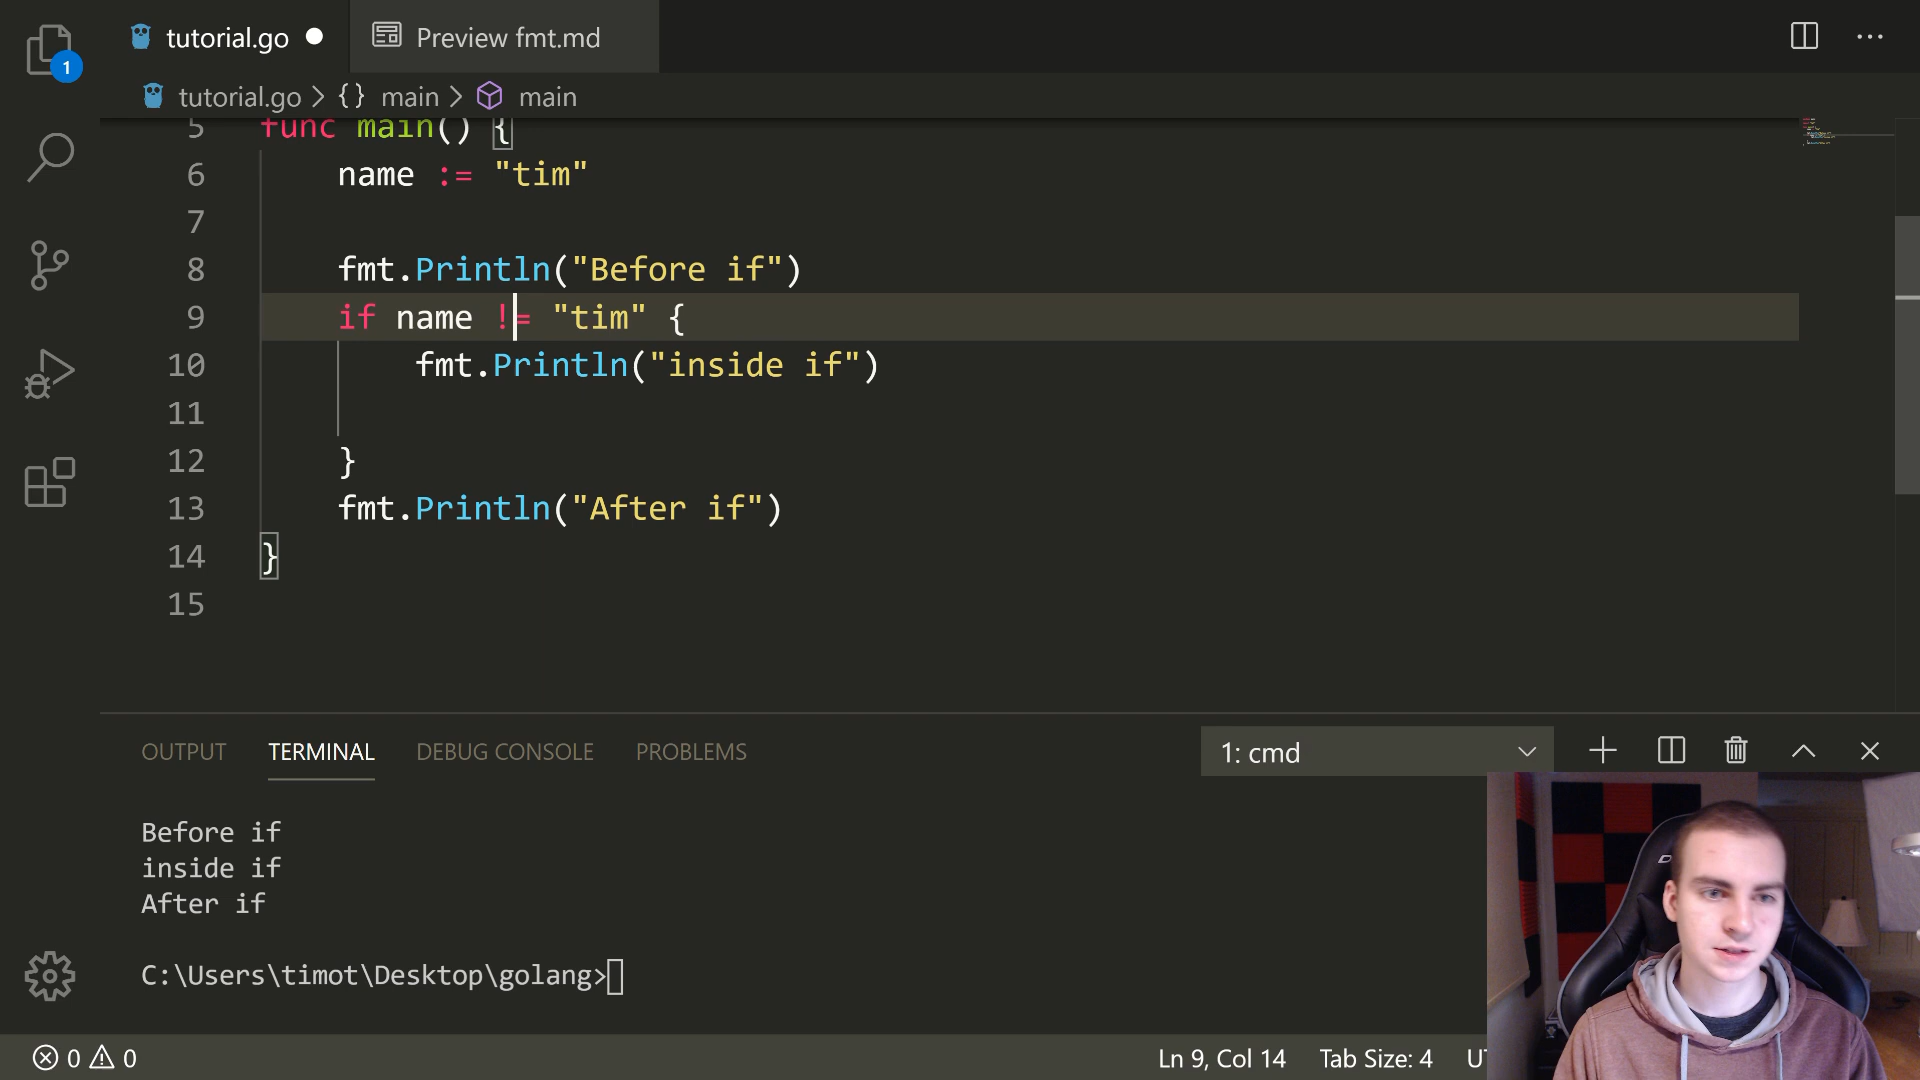 tutorial.go Preview fmt.md
1
tutorial.go > {} main > main
5 func main() {
6 name := "tim"
7
8 fmt.Println("Before if")
9 if name != "tim" {
10 fmt.Println("inside if")
11
12 }
13 fmt.Println("After if")
14 }
15
OUTPUT TERMINAL DEBUG CONSOLE PROBLEMS 1: cmd
Before if
inside if
After if
C:\Users\timot\Desktop\golang>
0 0 Ln 9, Col 14 Tab Size: 4